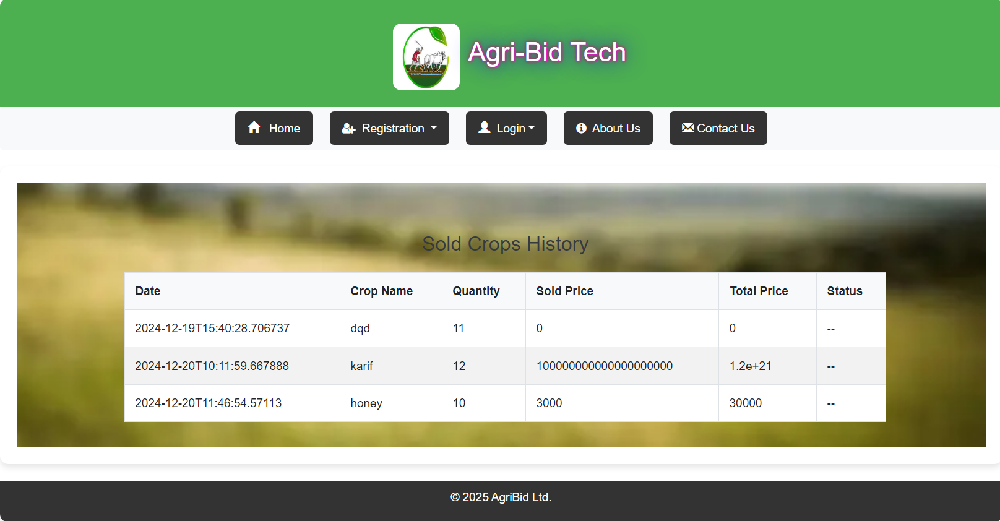 Agri-Bid Tech
Home Registration Login About Us Contact Us
Sold Crops History
Date Crop Name Quantity Sold Price Total Price Status
2024-12-19T15:40:28.706737 dqd 11 0 0 --
2024-12-20T10:11:59.667888 karif 12 100000000000000000000 1.2e+21 --
2024-12-20T11:46:54.57113 honey 10 3000 30000 --
© 2025 AgriBid Ltd.